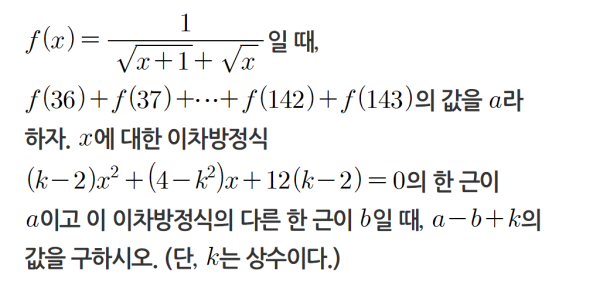 f(x) = 1/(√(x+1) + √x) 일 때,
f(36)+f(37)+⋯+f(142)+f(143)의 값을 a라
하자. x에 대한 이차방정식
(k−2)x²+(4−k²)x+12(k−2)=0의 한 근이
a이고 이 이차방정식의 다른 한 근이 b일 때, a−b+k의
값을 구하시오. (단, k는 상수이다.)